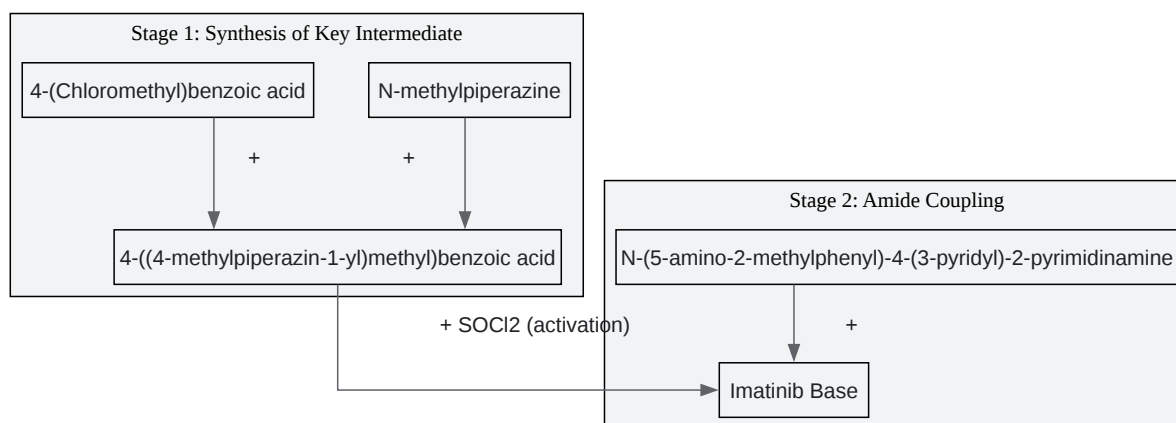 Stage 1: Synthesis of Key Intermediate
4-(Chloromethyl)benzoic acid
N-methylpiperazine
+
+
4-((4-methylpiperazin-1-yl)methyl)benzoic acid
Stage 2: Amide Coupling
N-(5-amino-2-methylphenyl)-4-(3-pyridyl)-2-pyrimidinamine
+ SOCl2 (activation)
+
Imatinib Base